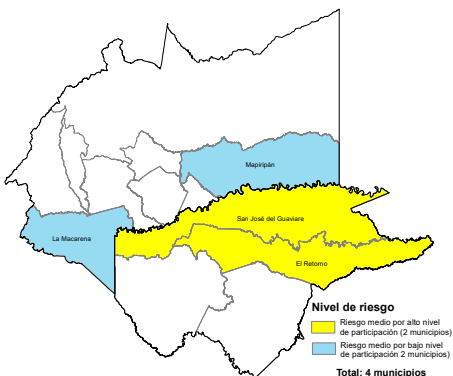 Mapiripán
San José del Guaviare
La Macarena
El Retorno
Nivel de riesgo
Riesgo medio por alto nivel
de participación (2 municipios)
Riesgo medio por bajo nivel
de participación 2 municipios)
Total: 4 municipios